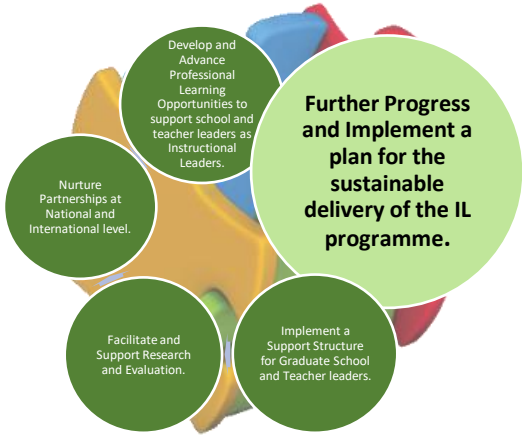 Develop and
Advance
Professional
Learning
Opportunities to
support school and
teacher leaders as
Instructional
Leaders.
Further Progress
and Implement a
plan for the
sustainable
delivery of the IL
programme.
Nurture
Partnerships at
National and
International level.
Facilitate and
Support Research
and Evaluation.
Implement a
Support Structure
for Graduate School
and Teacher leaders.